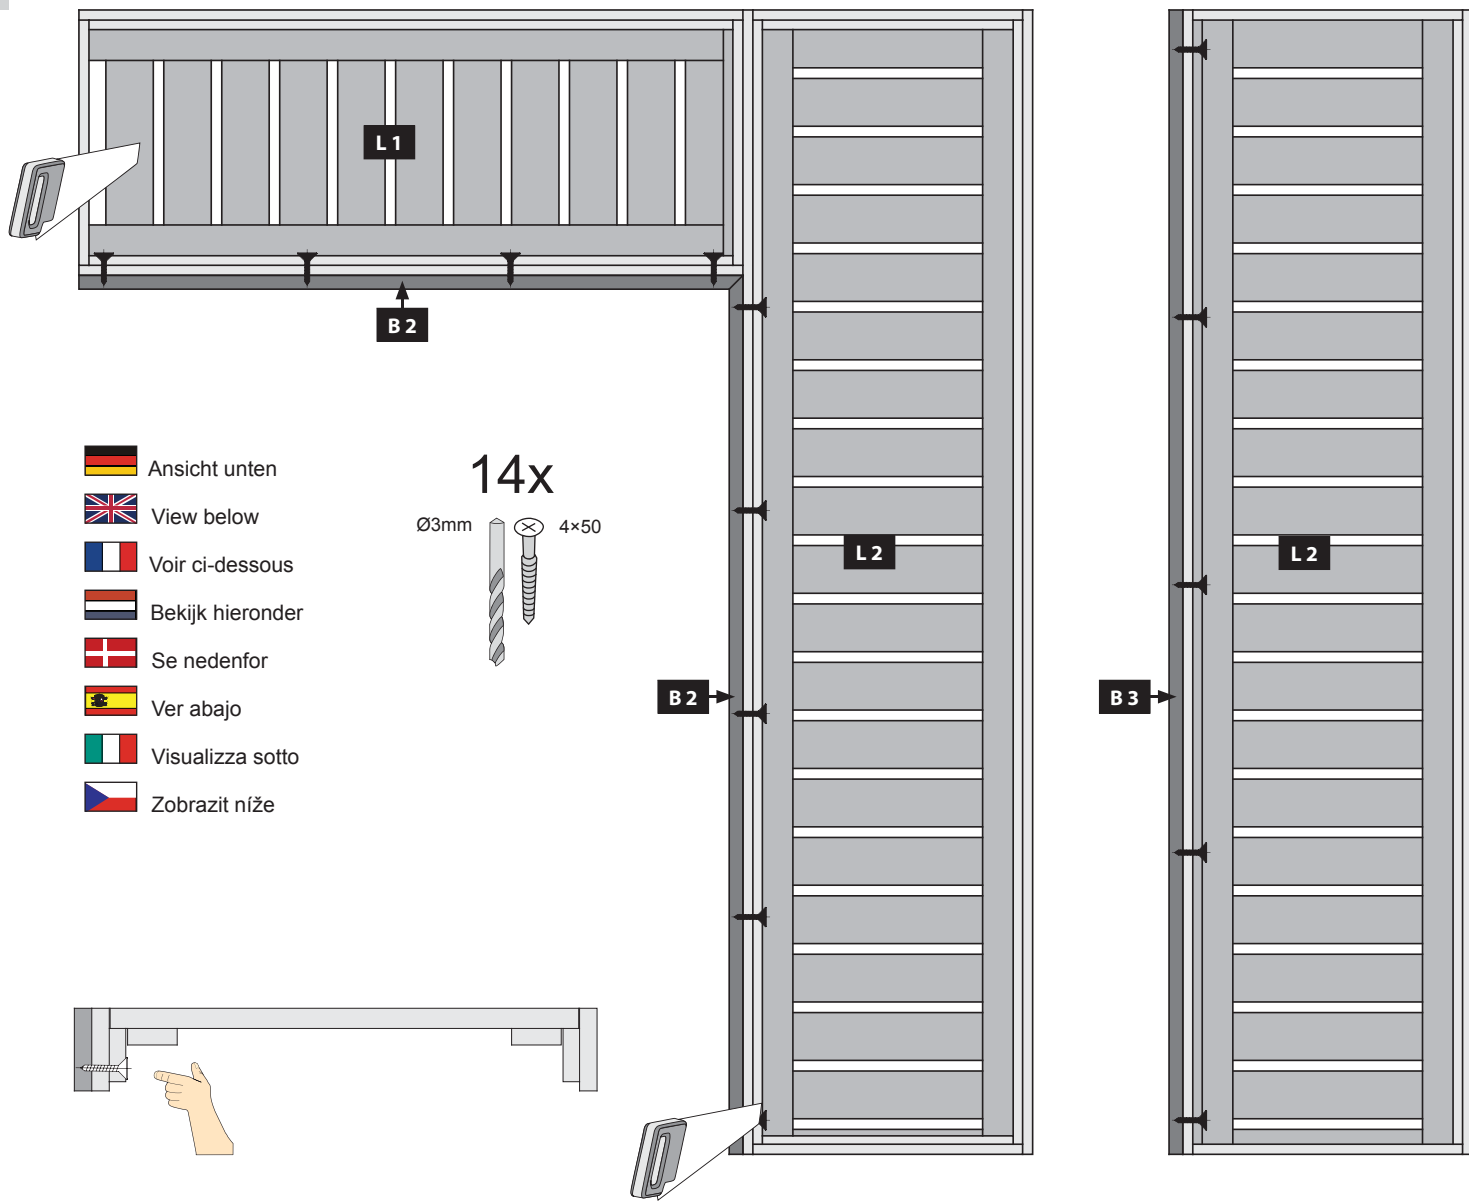 L 1
B 2
Ansicht unten
View below
Voir ci-dessous
Bekijk hieronder
Se nedenfor
Ver abajo
Visualizza sotto
Zobrazit níže
14x
Ø3mm 4×50
L 2
B 2
L 2
B 3